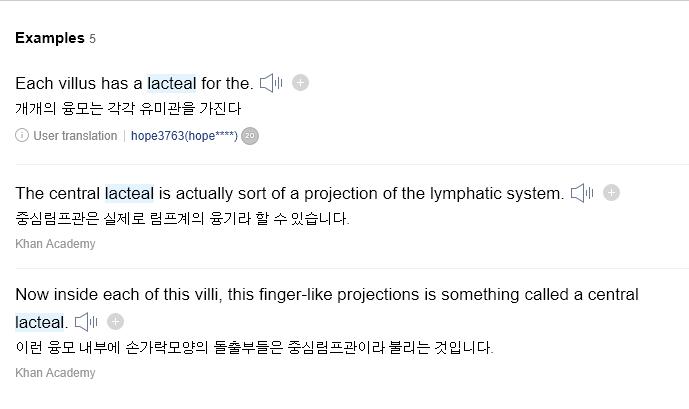 Examples 5
Each villus has a lacteal for the.
개개의 융모는 각각 유미관을 가진다
User translation | hope3763(hope****) 20
The central lacteal is actually sort of a projection of the lymphatic system.
중심림프관은 실제로 림프계의 융기라 할 수 있습니다.
Khan Academy
Now inside each of this villi, this finger-like projections is something called a central
lacteal.
이런 융모 내부에 손가락모양의 돌출부들은 중심림프관이라 불리는 것입니다.
Khan Academy